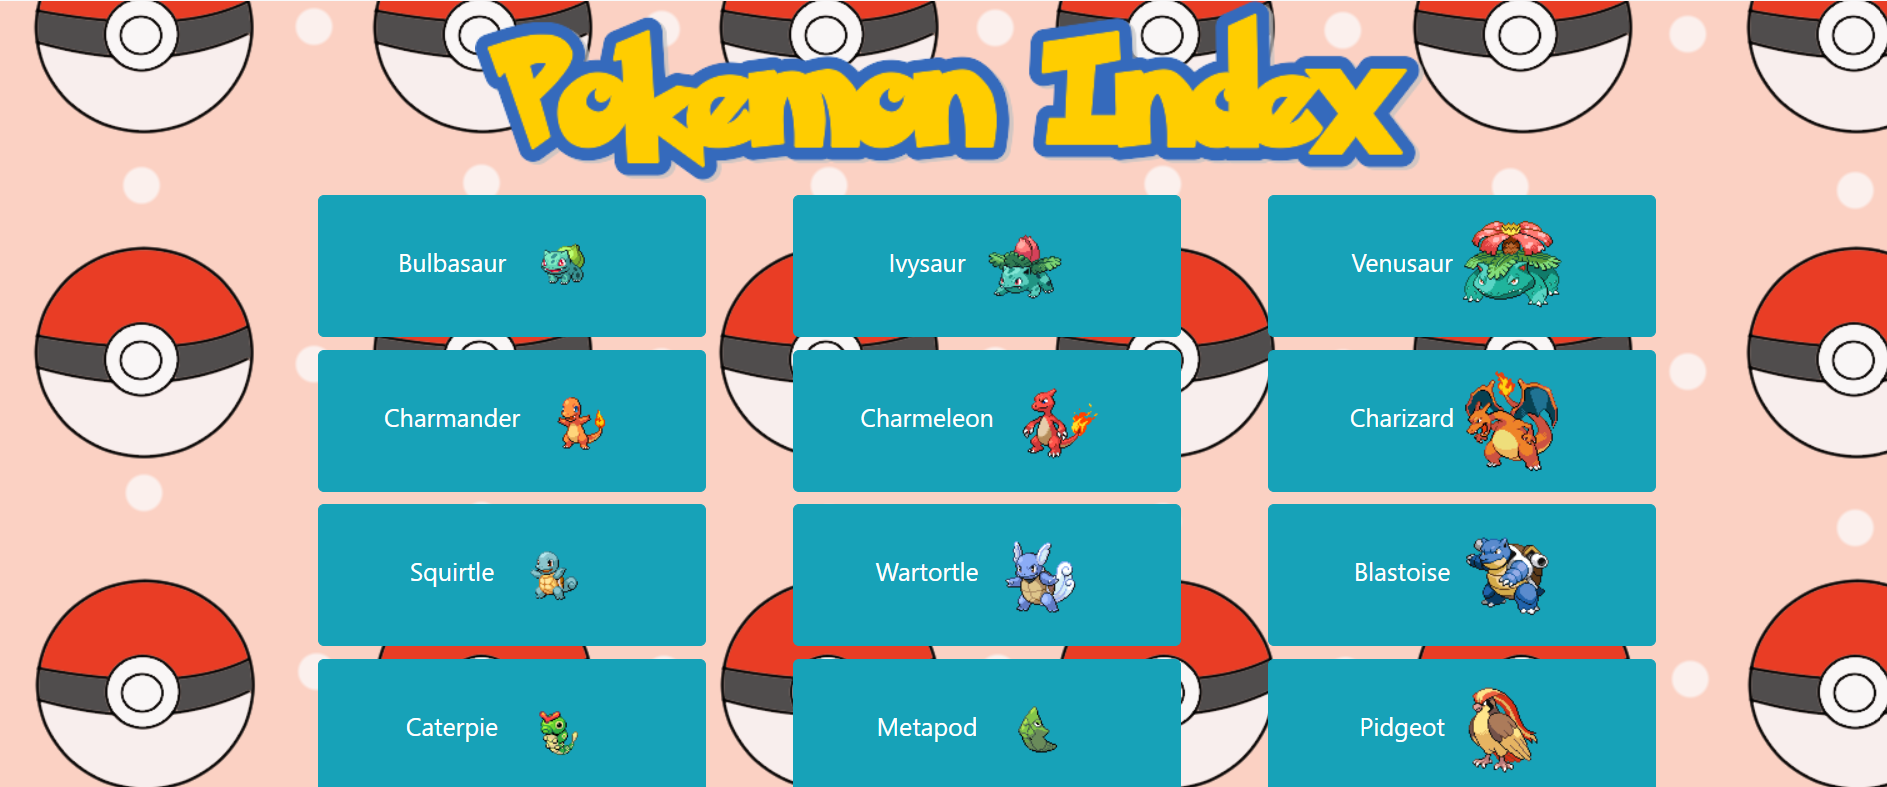 Pokemon Index
Bulbasaur
Ivysaur
Venusaur
Charmander
Charmeleon
Charizard
Squirtle
Wartortle
Blastoise
Caterpie
Metapod
Pidgeot